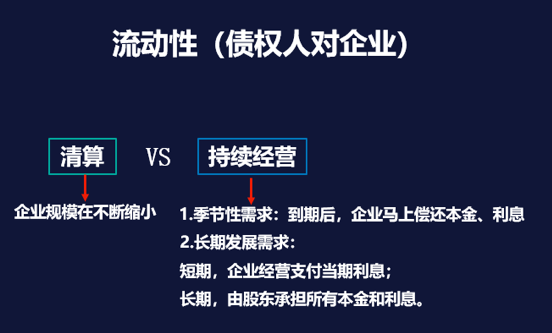 流动性（债权人对企业）
清算 VS 持续经营
企业规模在不断缩小
1.季节性需求：到期后，企业马上偿还本金、利息
2.长期发展需求：
短期，企业经营支付当期利息；
长期，由股东承担所有本金和利息。